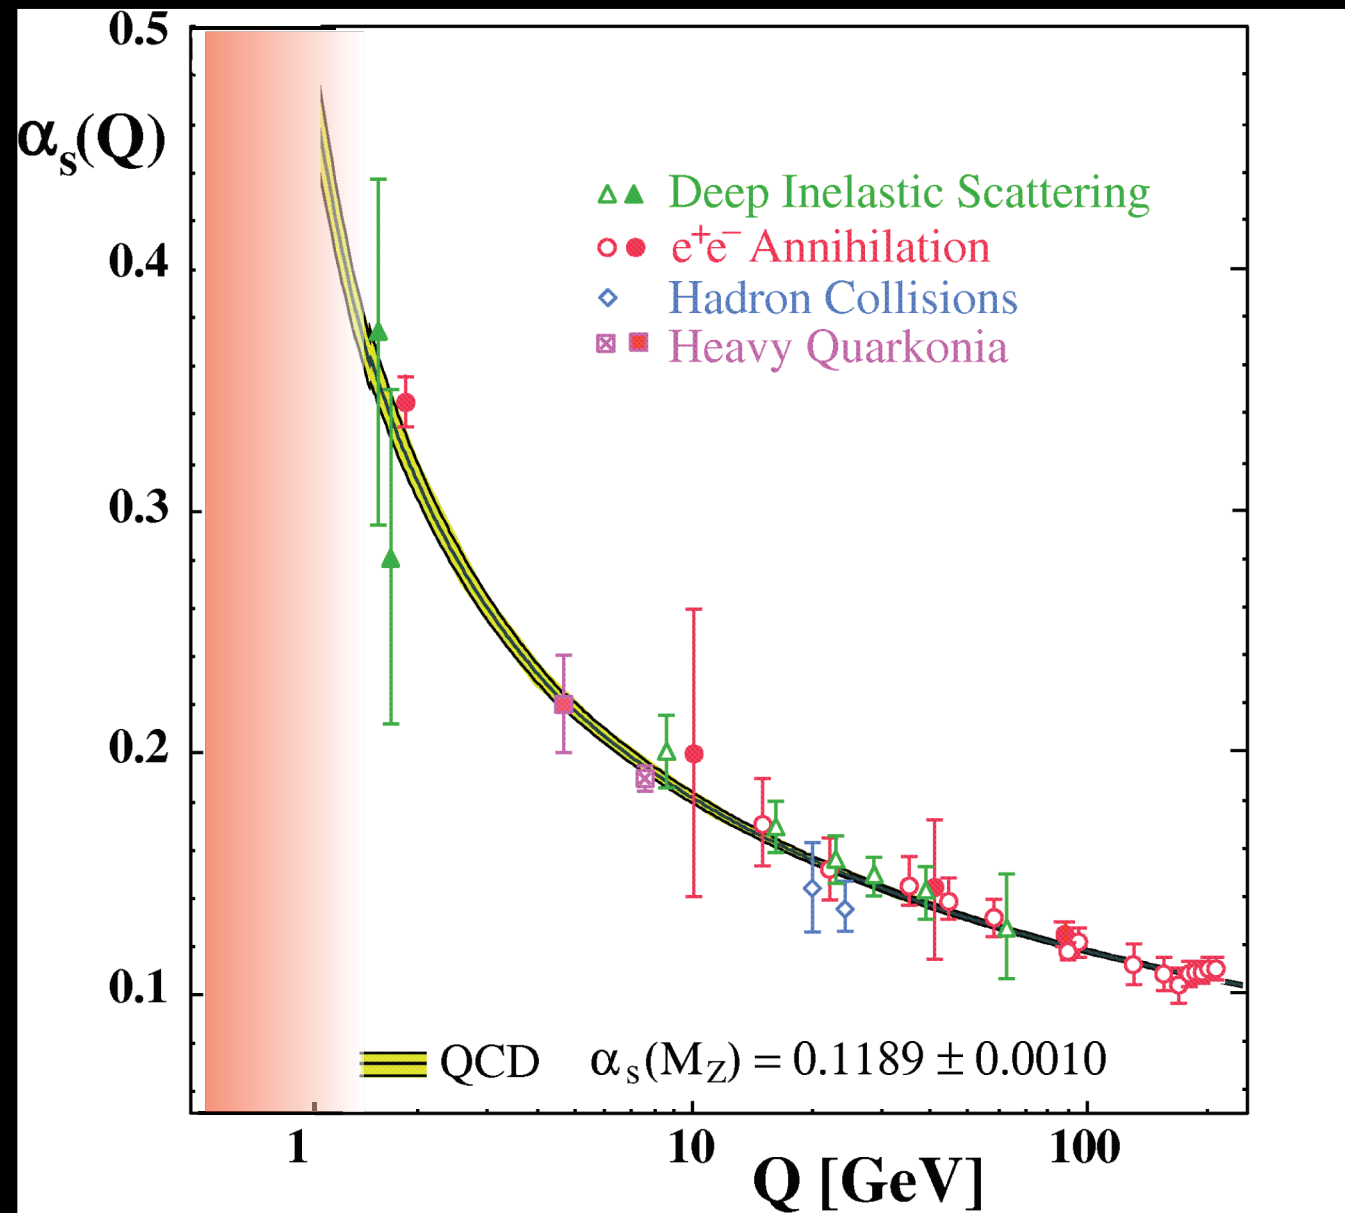 0.5
αs(Q)
0.4
0.3
0.2
0.1
Deep Inelastic Scattering
e⁺e⁻ Annihilation
Hadron Collisions
Heavy Quarkonia
QCD αs(MZ) = 0.1189 ± 0.0010
1 10 100
Q [GeV]